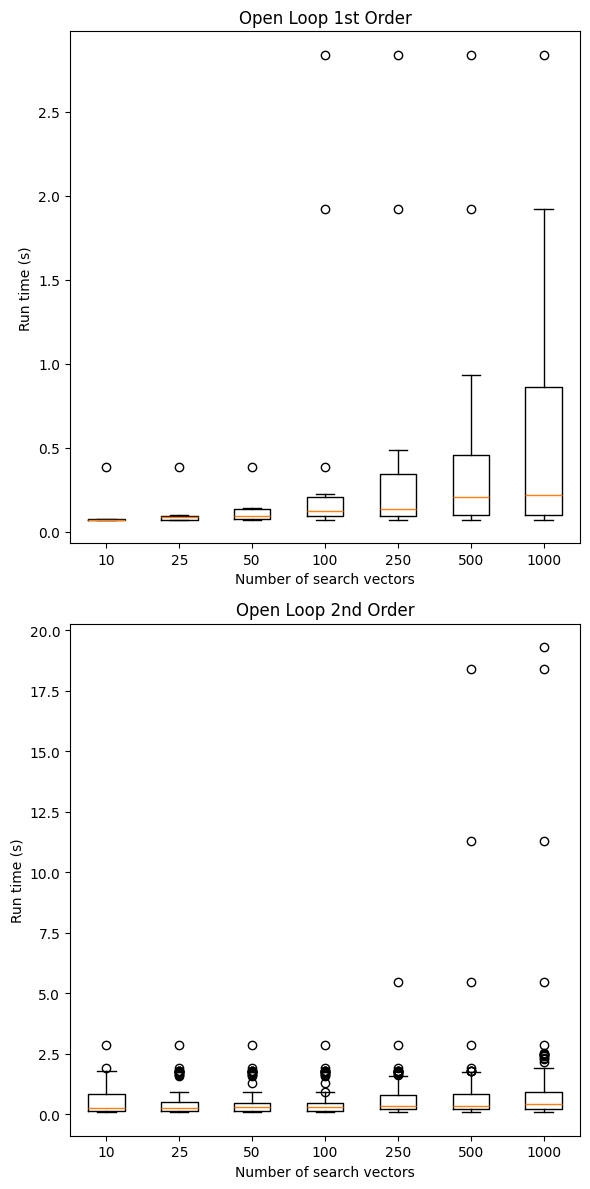 Open Loop 1st Order
2.5
2.0
1.5
1.0
0.5
0.0
Run time (s)
10 25 50 100 250 500 1000
Number of search vectors
Open Loop 2nd Order
20.0
17.5
15.0
12.5
10.0
7.5
5.0
2.5
0.0
Run time (s)
10 25 50 100 250 500 1000
Number of search vectors